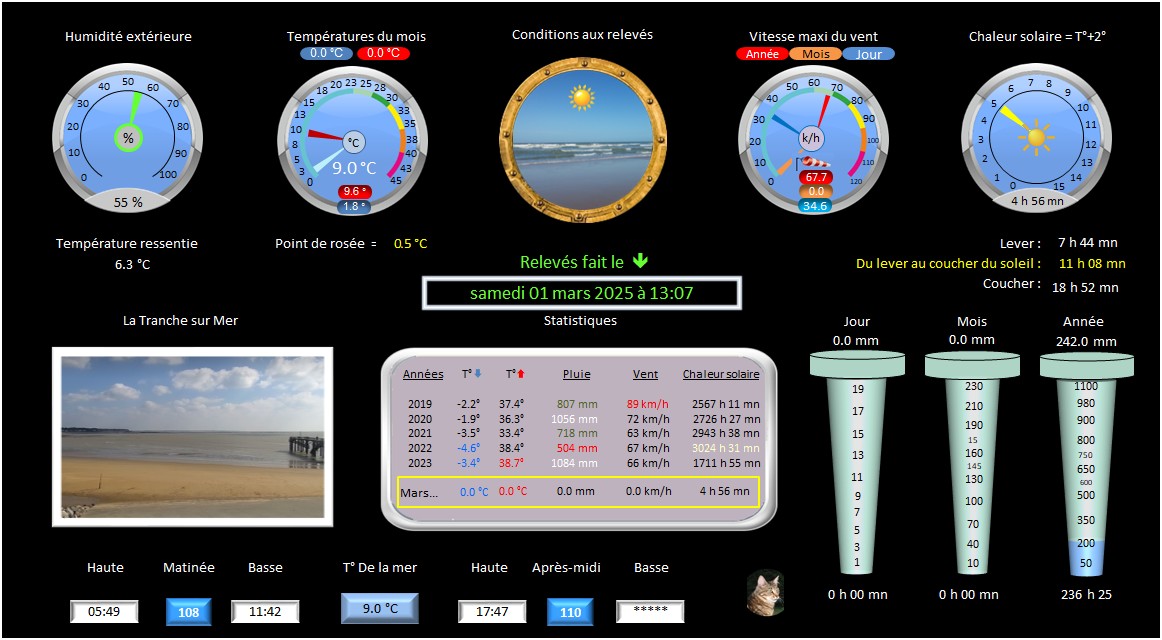 Humidité extérieure
Températures du mois
Conditions aux relevés
Vitesse maxi du vent
Chaleur solaire = T°+2°
0.0 °C 0.0 °C
Année Mois Jour
0 10 20 30 40 50 60 70 80 90 100
%
55 %
0 3 5 10 13 15 18 20 23 25 28 30 33 35 38 40 43 45
°C
9.0 °C
9.6 °
1.8 °
0 10 20 30 40 50 60 70 80 90 100 110 120
k/h
67.7
0.0
34.6
0 1 2 3 4 5 6 7 8 9 10 11 12 13 14 15
4 h 56 mn
Température ressentie
6.3 °C
Point de rosée = 0.5 °C
Lever : 7 h 44 mn
Du lever au coucher du soleil : 11 h 08 mn
Coucher : 18 h 52 mn
Relevés fait le
samedi 01 mars 2025 à 13:07
La Tranche sur Mer
Statistiques
Années T° T° Pluie Vent Chaleur solaire
2019 -2.2° 37.4° 807 mm 89 km/h 2567 h 11 mn
2020 -1.9° 36.3° 1056 mm 72 km/h 2726 h 27 mn
2021 -3.5° 33.4° 718 mm 63 km/h 2943 h 38 mn
2022 -4.6° 38.4° 504 mm 67 km/h 3024 h 31 mn
2023 -3.4° 38.7° 1084 mm 66 km/h 1711 h 55 mn
Mars... 0.0 °C 0.0 °C 0.0 mm 0.0 km/h 4 h 56 mn
Jour
0.0 mm
19
17
15
13
11
9
7
5
3
1
0 h 00 mn
Mois
0.0 mm
230
210
190
15
160
145
130
100
70
40
10
0 h 00 mn
Année
242.0 mm
1100
980
900
800
750
650
600
500
350
200
50
236 h 25
Haute Matinée Basse T° De la mer Haute Après-midi Basse
05:49 108 11:42 9.0 °C 17:47 110 *****